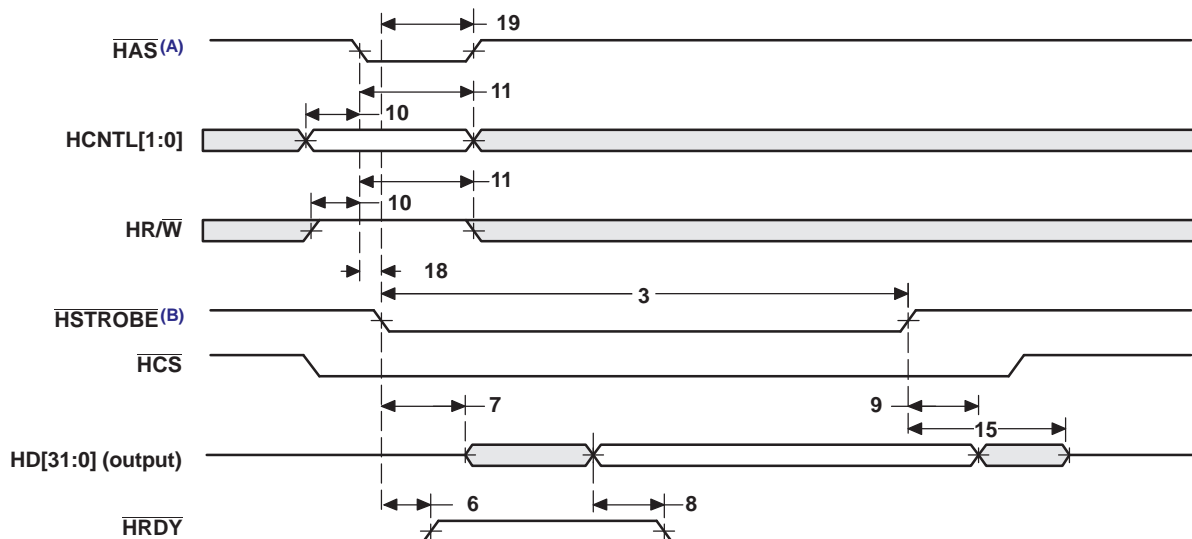 19
HAS (A)
11
10
HCNTL[1:0]
11
10
HR/W
18
3
HSTROBE (B)
HCS
7
9
15
HD[31:0] (output)
6
8
HRDY